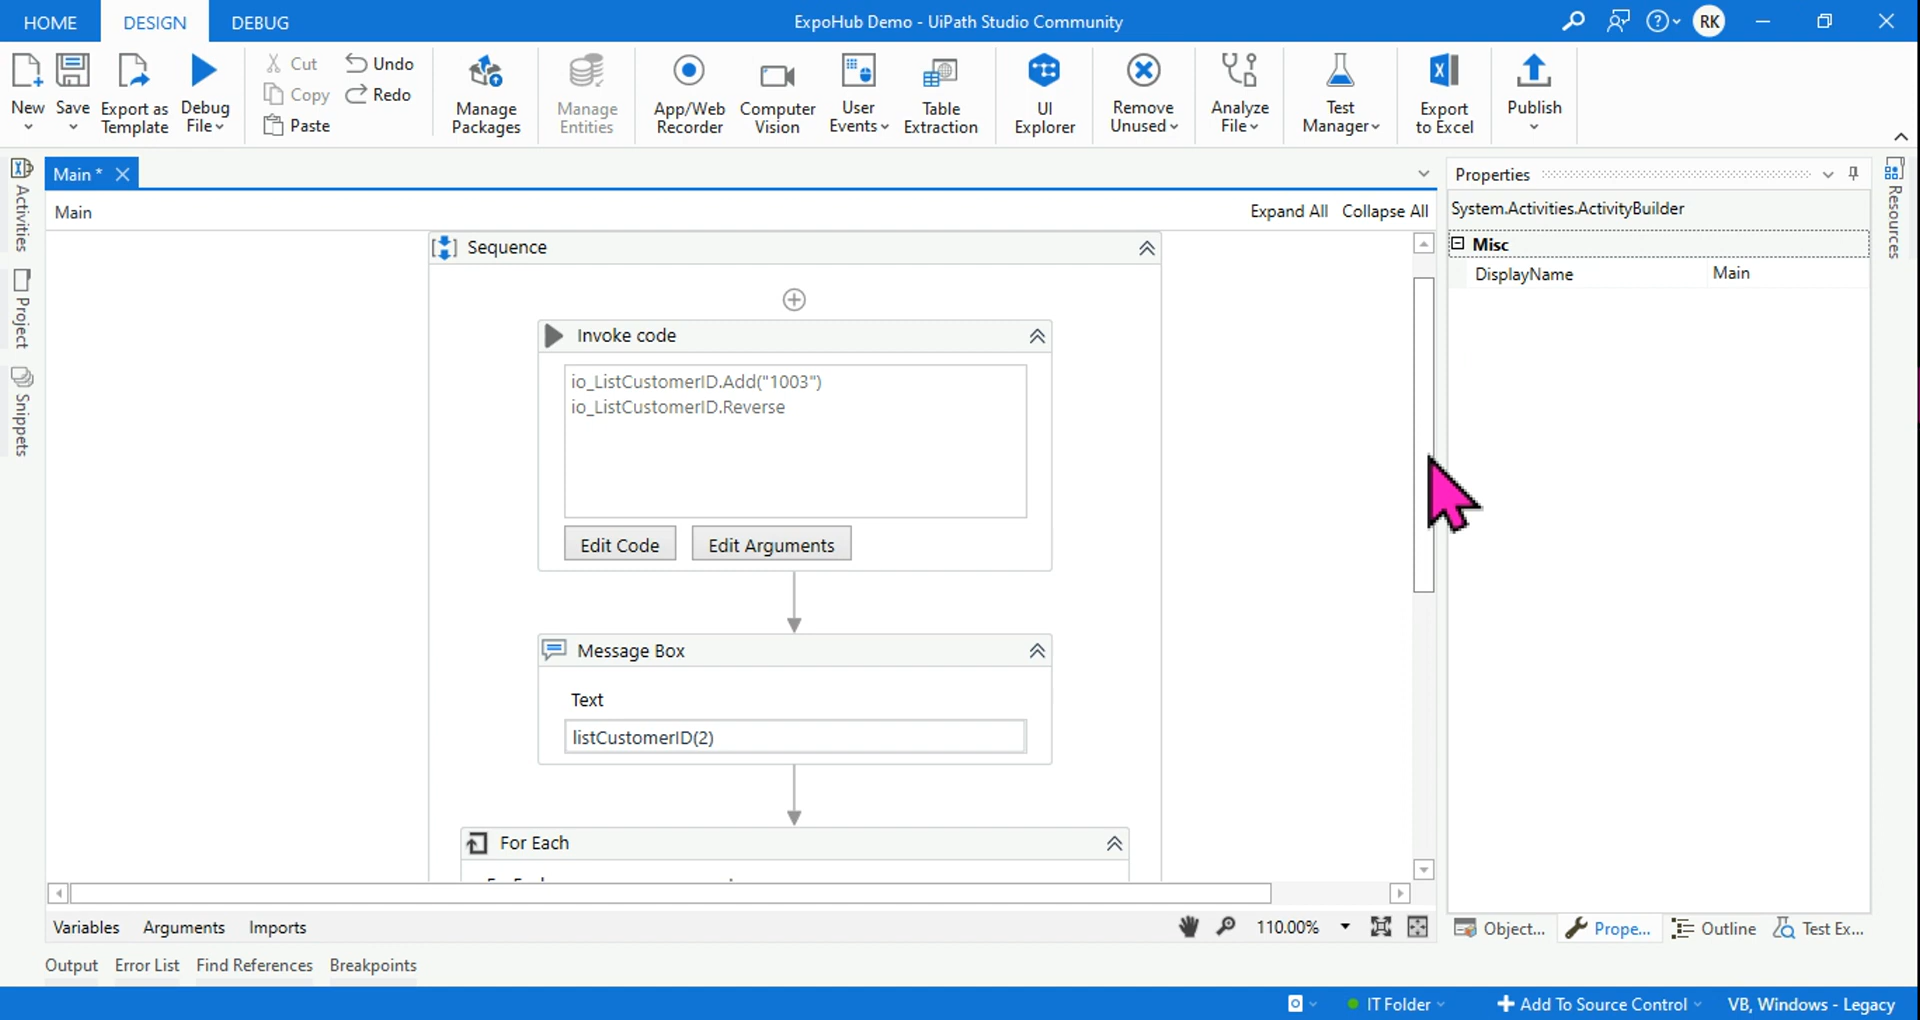 HOME DESIGN DEBUG ExpoHub Demo - UiPath Studio Community RK
New Save Export as Template Debug File
Cut Undo
Copy Redo
Paste
Manage Packages
Manage Entities
App/Web Recorder
Computer Vision
User Events
Table Extraction
UI Explorer
Remove Unused
Analyze File
Test Manager
Export to Excel
Publish
Activities
Project
Snippets
Main *
Main Expand All Collapse All
Sequence
Invoke code
io_ListCustomerID.Add("1003")
io_ListCustomerID.Reverse
Edit Code Edit Arguments
Message Box
Text
listCustomerID(2)
For Each
Properties
System.Activities.ActivityBuilder
Misc
DisplayName Main
Resources
Variables Arguments Imports 110.00%
Object... Prope... Outline Test Ex...
Output Error List Find References Breakpoints
IT Folder Add To Source Control VB, Windows - Legacy